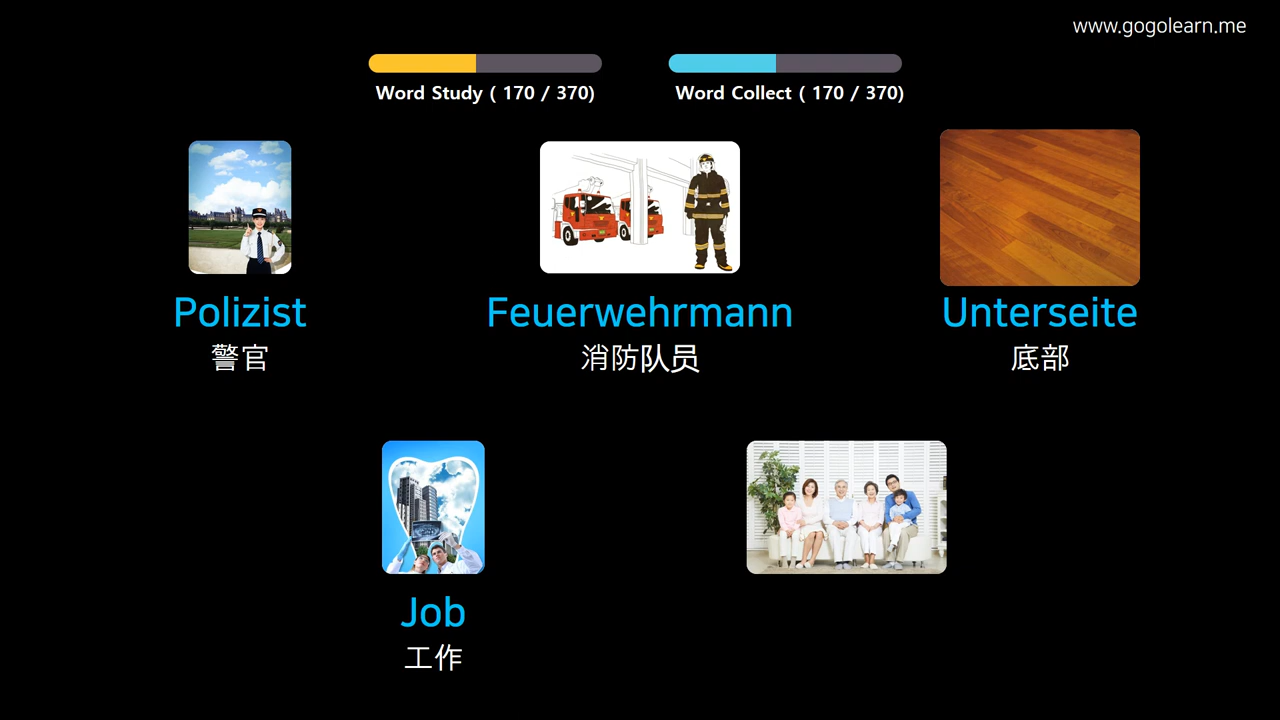 www.gogolearn.me
Word Study ( 170 / 370)
Word Collect ( 170 / 370)
Polizist
警官
Feuerwehrmann
消防队员
Unterseite
底部
Job
工作